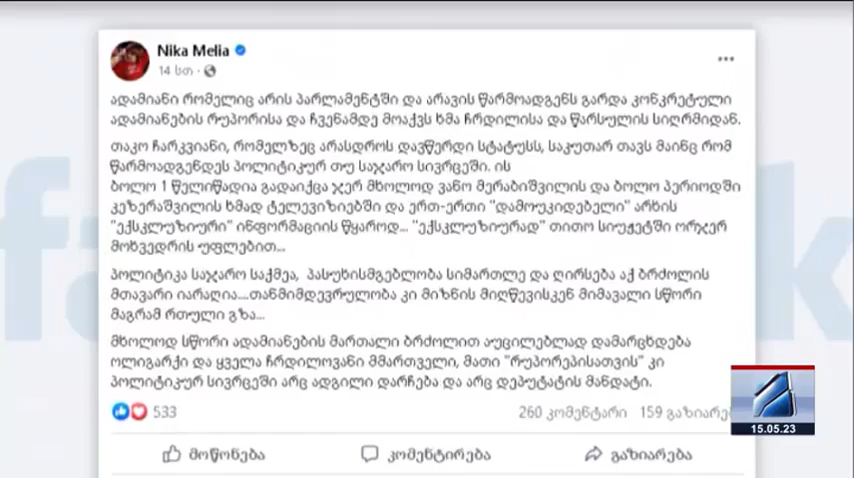 Nika Melia
14 სთ
ადამიანი რომელიც არის პარლამენტში და არავის წარმოადგენს გარდა კონკრეტული
ადამიანების რუპორისა და ჩვენამდე მოაქვს ხმა ჩრდილისა და წარსულის სიღრმიდან.
თაკო ჩარკვიანი, რომელზეც არასდროს დავწერდი სტატუსს, საკუთარ თავს მაინც რომ
წარმოადგენდეს პოლიტიკურ თუ საჯარო სივრცეში. ის
ბოლო 1 წელიწადია გადაიქცა ჯერ მხოლოდ ვანო მერაბიშვილის და ბოლო პერიოდში
კეზერაშვილის ხმად ტელევიზიებში და ერთ-ერთი "დამოუკიდებელი" არხის
"ექსკლუზიური" ინფორმაციის წყაროდ... "ექსკლუზიურად" თითო სიუჟეტში ორჯერ
მოხვედრის უფლებით...
პოლიტიკა საჯარო საქმეა, პასუხისმგებლობა სიმართლე და ღირსება აქ ბრძოლის
მთავარი იარაღია....თანმიმდევრულობა კი მიზნის მიღწევისკენ მიმავალი სწორი
მაგრამ რთული გზა...
მხოლოდ სწორი ადამიანების მართალი ბრძოლით აუცილებლად დამარცხდება
ოლიგარქი და ყველა ჩრდილოვანი მმართველი, მათი "რუპორეპისათვის" კი
პოლიტიკურ სივრცეში არც ადგილი დარჩება და არც დეპუტატის მანდატი.
533
260 კომენტარი 159 გაზიარებ
მოწონება კომენტირება გაზიარება
15.05.23